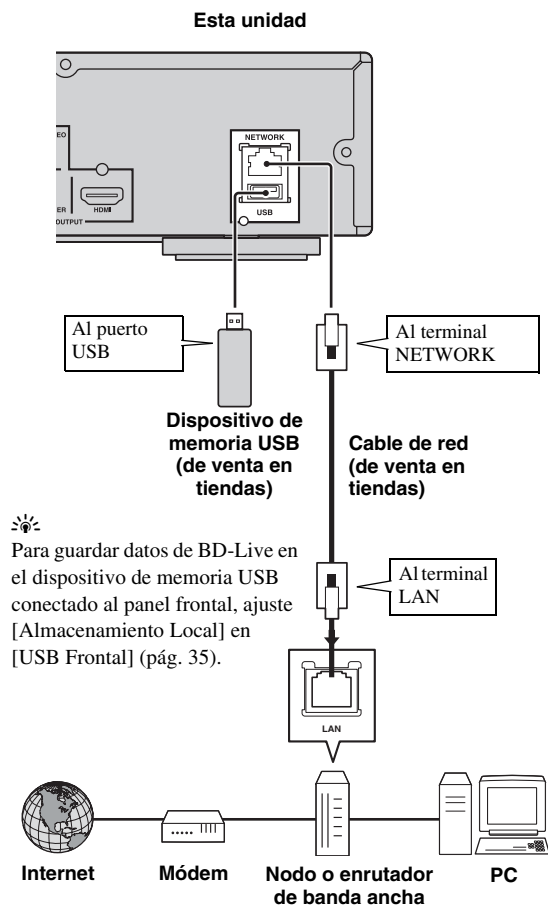 Esta unidad
NETWORK
EO
ER
HDMI
OUTPUT
USB
Al puerto
USB
Al terminal
NETWORK
Dispositivo de
memoria USB
(de venta en
tiendas)
Cable de red
(de venta en
tiendas)
Para guardar datos de BD-Live en
el dispositivo de memoria USB
conectado al panel frontal, ajuste
[Almacenamiento Local] en
[USB Frontal] (pág. 35).
Al terminal
LAN
LAN
Internet
Módem
Nodo o enrutador
de banda ancha
PC